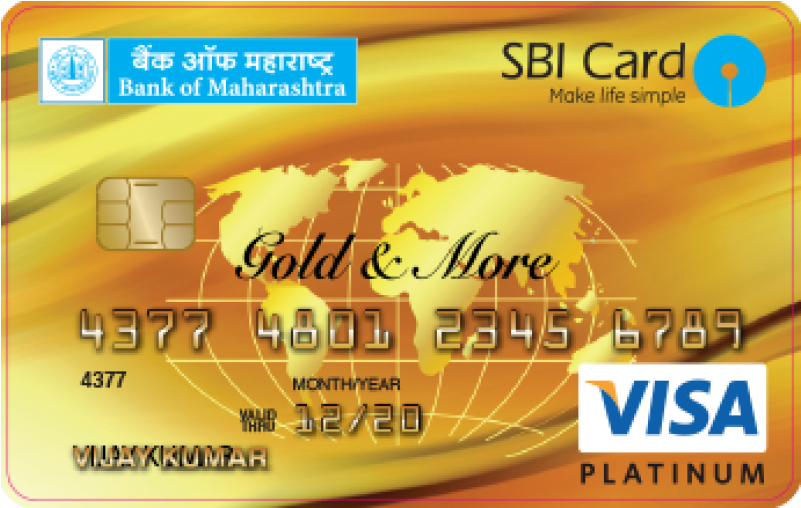 बैंक ऑफ महाराष्ट्र
Bank of Maharashtra
SBI Card
Make life simple
Gold & More
4377 4801 2345 6789
4377
MONTH/YEAR
VALID THRU 12/20
VIJAY KUMAR
VISA
PLATINUM